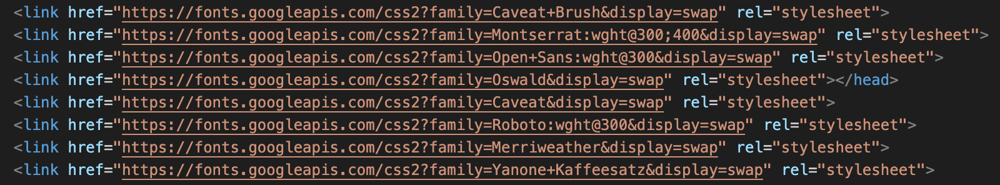 <link href="https://fonts.googleapis.com/css2?family=Caveat+Brush&display=swap" rel="stylesheet">
<link href="https://fonts.googleapis.com/css2?family=Montserrat:wght@300;400&display=swap" rel="stylesheet">
<link href="https://fonts.googleapis.com/css2?family=Open+Sans:wght@300&display=swap" rel="stylesheet">
<link href="https://fonts.googleapis.com/css2?family=Oswald&display=swap" rel="stylesheet"></head>
<link href="https://fonts.googleapis.com/css2?family=Caveat&display=swap" rel="stylesheet">
<link href="https://fonts.googleapis.com/css2?family=Roboto:wght@300&display=swap" rel="stylesheet">
<link href="https://fonts.googleapis.com/css2?family=Merriweather&display=swap" rel="stylesheet">
<link href="https://fonts.googleapis.com/css2?family=Yanone+Kaffeesatz&display=swap" rel="stylesheet">